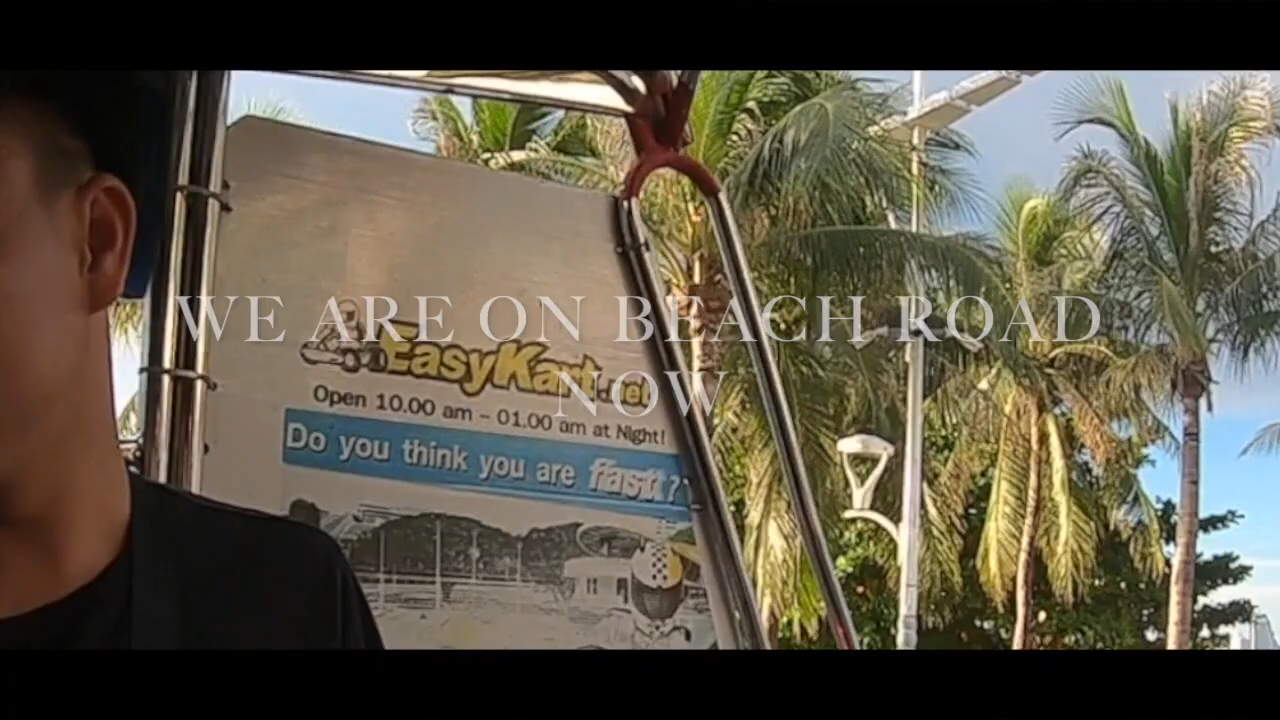 WE ARE ON BEACH ROAD
NOW
EasyKart.net
Open 10.00 am - 01.00 am at Night!
Do you think you are fast?